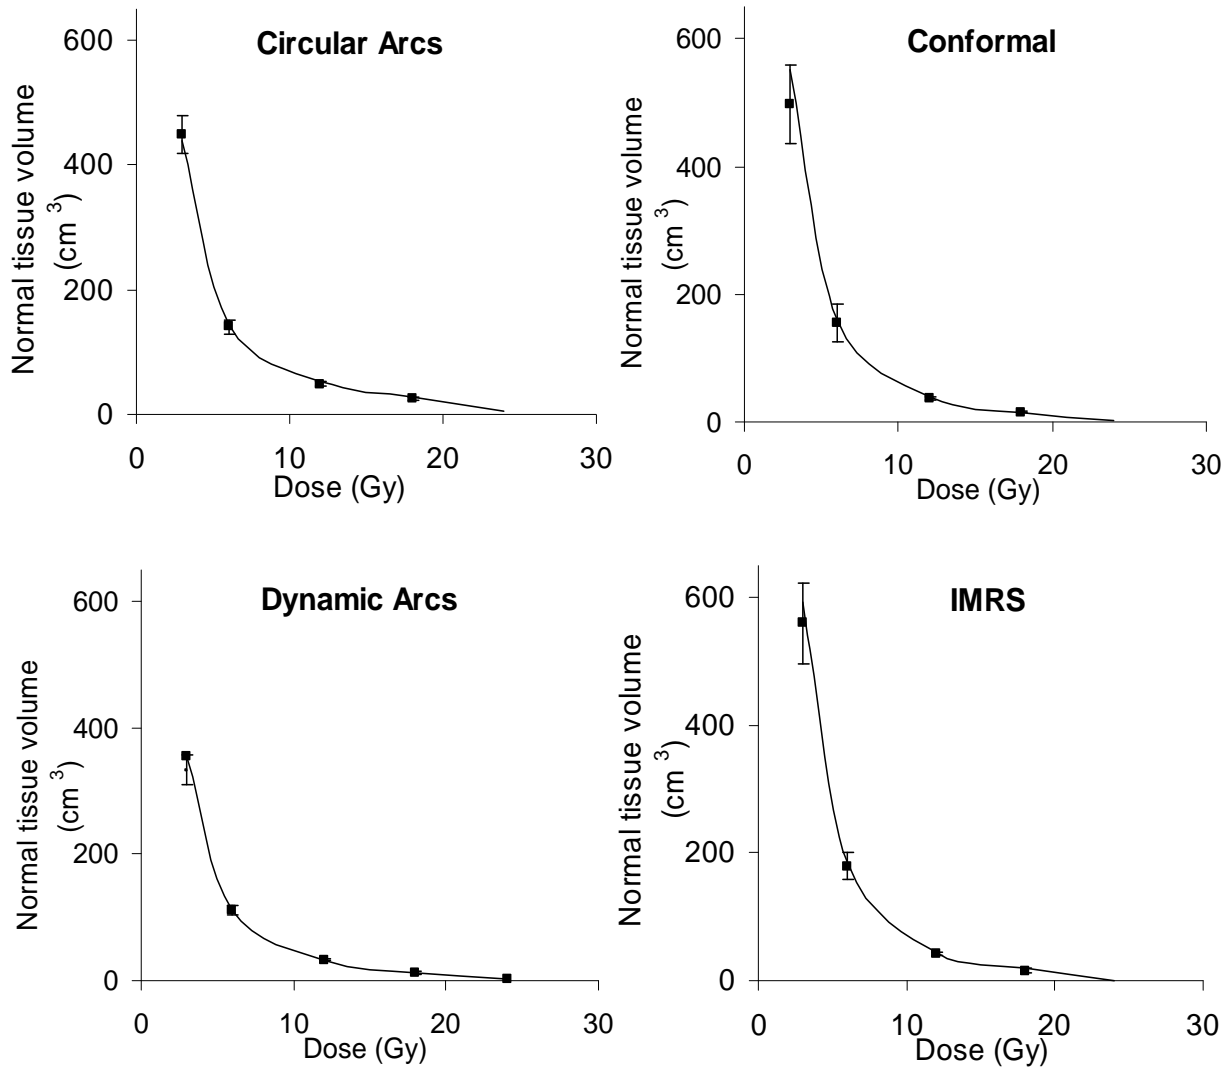 Circular Arcs
Normal tissue volume
(cm ³)
600
400
200
0
0 10 20 30
Dose (Gy)
Conformal
Normal tissue volume
(cm ³)
600
400
200
0
0 10 20 30
Dose (Gy)
Dynamic Arcs
Normal tissue volume
(cm ³)
600
400
200
0
0 10 20 30
Dose (Gy)
IMRS
Normal tissue volume
(cm ³)
600
400
200
0
0 10 20 30
Dose (Gy)